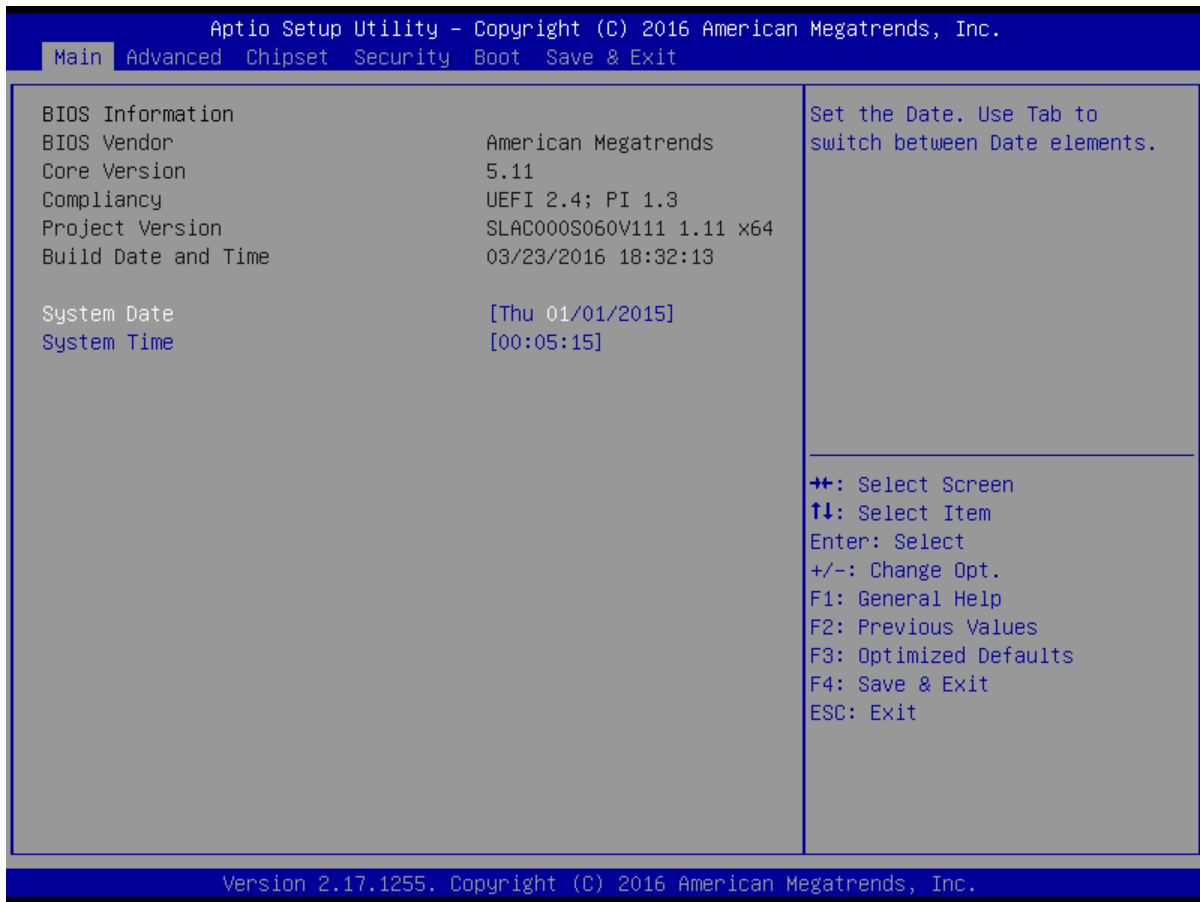 Aptio Setup Utility – Copyright (C) 2016 American Megatrends, Inc.
Main Advanced Chipset Security Boot Save & Exit
BIOS Information
BIOS Vendor American Megatrends
Core Version 5.11
Compliancy UEFI 2.4; PI 1.3
Project Version SLAC000S060V111 1.11 x64
Build Date and Time 03/23/2016 18:32:13
System Date [Thu 01/01/2015]
System Time [00:05:15]
Set the Date. Use Tab to
switch between Date elements.
→←: Select Screen
↑↓: Select Item
Enter: Select
+/-: Change Opt.
F1: General Help
F2: Previous Values
F3: Optimized Defaults
F4: Save & Exit
ESC: Exit
Version 2.17.1255. Copyright (C) 2016 American Megatrends, Inc.